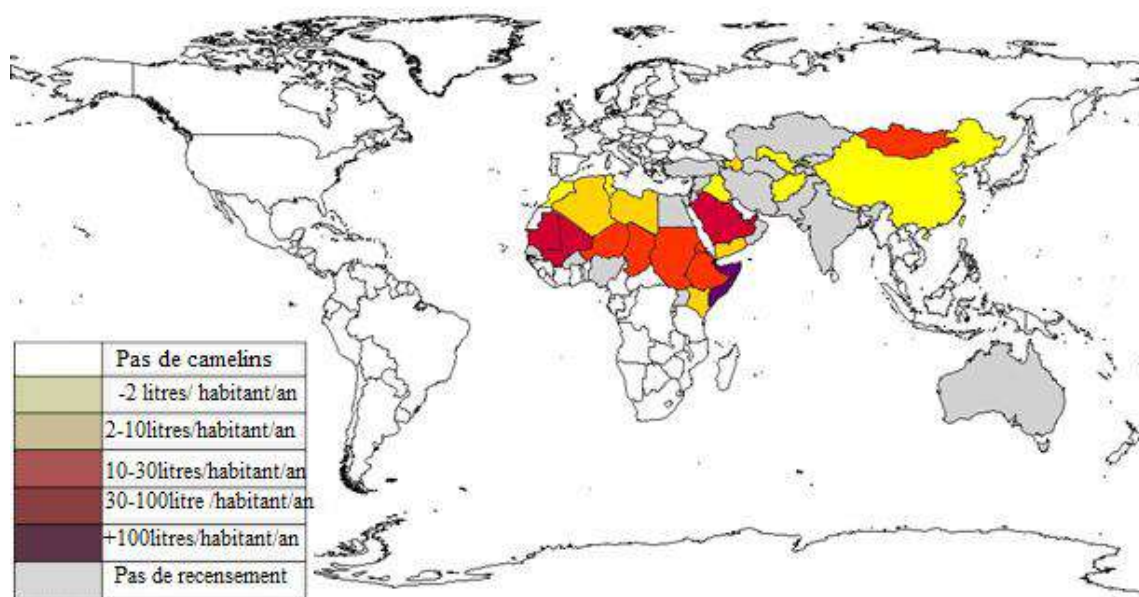 Pas de camelins
-2 litres/ habitant/an
2-10litres/habitant/an
10-30litres/habitant/an
30-100litre /habitant/an
+100litres/habitant/an
Pas de recensement